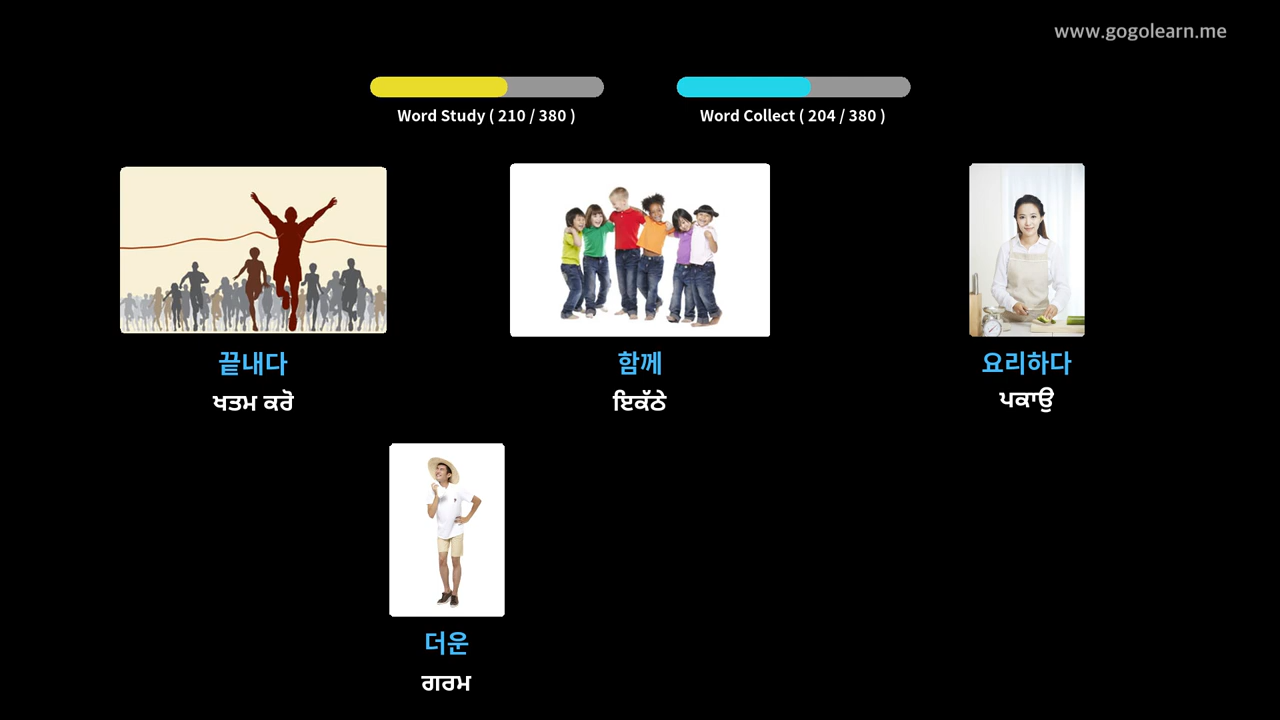 www.gogolearn.me
Word Study ( 210 / 380 )
Word Collect ( 204 / 380 )
끝내다
ਖਤਮ ਕਰੋ
함께
ਇਕੱਠੇ
요리하다
ਪਕਾਉ
더운
ਗਰਮ